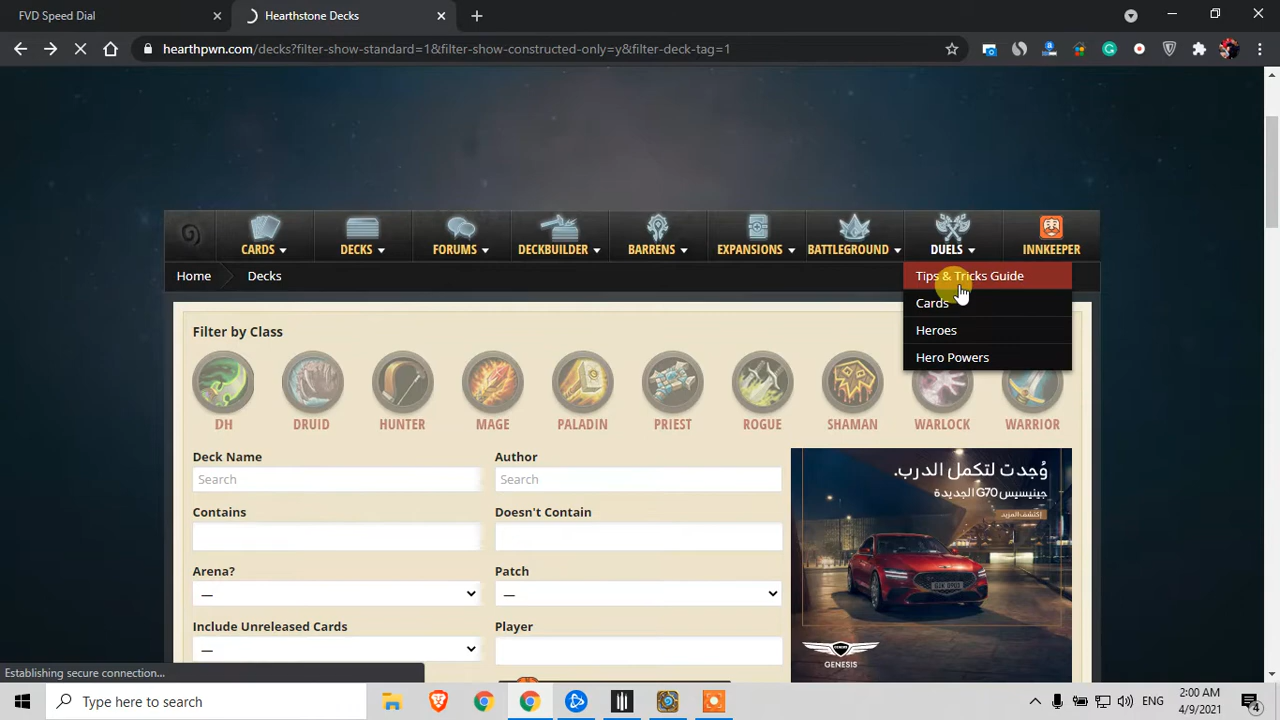 FVD Speed Dial
Hearthstone Decks
hearthpwn.com/decks?filter-show-standard=1&filter-show-constructed-only=y&filter-deck-tag=1
CARDS
DECKS
FORUMS
DECKBUILDER
BARRENS
EXPANSIONS
BATTLEGROUND
DUELS
INNKEEPER
Home
Decks
Tips & Tricks Guide
Cards
Heroes
Hero Powers
Filter by Class
DH
DRUID
HUNTER
MAGE
PALADIN
PRIEST
ROGUE
SHAMAN
WARLOCK
WARRIOR
Deck Name
Author
Search
Search
Contains
Doesn't Contain
Arena?
Patch
—
—
Include Unreleased Cards
Player
—
وُجدت لتكمل الدرب.
جينيسيس G70 الجديدة
إكتشف المزيد
GENESIS
Establishing secure connection...
Type here to search
ENG
2:00 AM
4/9/2021
4